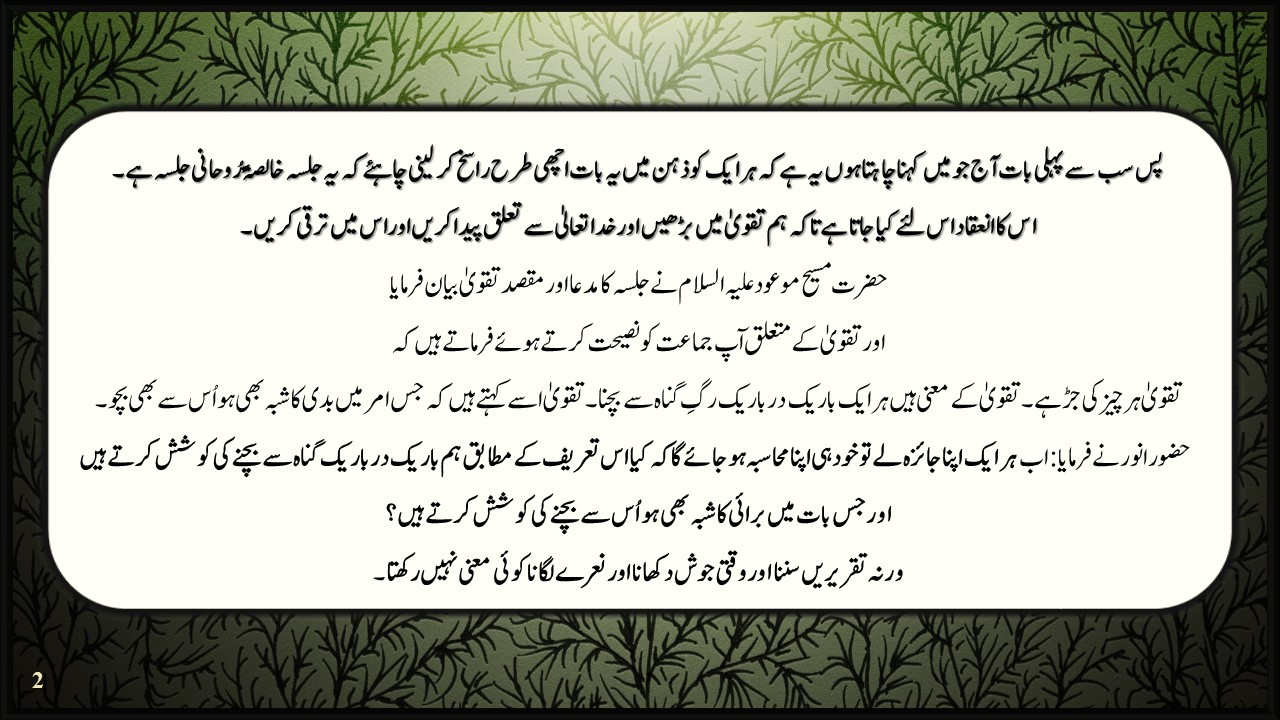 پس سب سے پہلی بات آج جو میں کہنا چاہتا ہوں یہ ہے کہ ہر ایک کو ذہن میں یہ بات اچھی طرح راسخ کر لینی چاہئے کہ یہ جلسہ خالصۃً رُوحانی جلسہ ہے۔
اس کا انعقاد اس لئے کیا جاتا ہے تا کہ ہم تقویٰ میں بڑھیں اور خدا تعالیٰ سے تعلق پیدا کریں اور اس میں ترقی کریں۔
حضرت مسیح موعود علیہ السلام نے جلسہ کا مدعا اور مقصد تقویٰ بیان فرمایا
اور تقویٰ کے متعلق آپ جماعت کو نصیحت کرتے ہوئے فرماتے ہیں کہ
تقویٰ ہر چیز کی جڑ ہے۔ تقویٰ کے معنی ہیں ہر ایک باریک در باریک رگِ گناہ سے بچنا۔ تقویٰ اسے کہتے ہیں کہ جس امر میں بدی کا شبہ بھی ہو اُس سے بھی بچو۔
حضور انور نے فرمایا: اب ہر ایک اپنا جائزہ لے تو خود ہی اپنا محاسبہ ہو جائے گا کہ کیا اس تعریف کے مطابق ہم باریک در باریک گناہ سے بچنے کی کوشش کرتے ہیں
اور جس بات میں برائی کا شبہ بھی ہو اُس سے بچنے کی کوشش کرتے ہیں؟
ورنہ تقریریں سننا اور وقتی جوش دکھانا اور نعرے لگانا کوئی معنی نہیں رکھتا۔
2